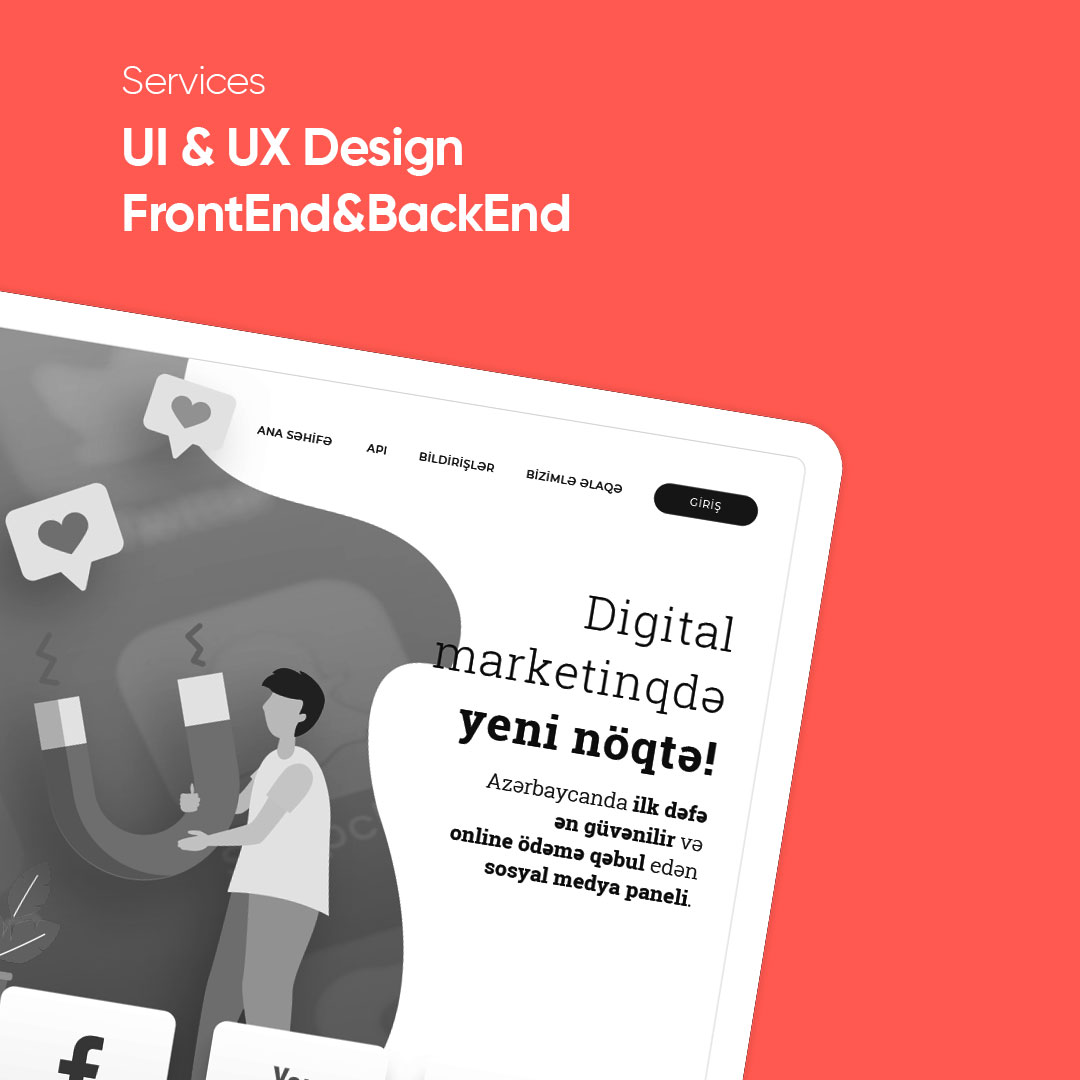 Services
UI & UX Design
FrontEnd&BackEnd
ANA SƏHİFƏ API BİLDİRİŞLƏR BİZİMLƏ ƏLAQƏ GİRİŞ
Digital
marketinqdə
yeni nöqtə!
Azərbaycanda ilk dəfə
ən güvənilir və
online ödəmə qəbul edən
sosyal medya paneli.
f